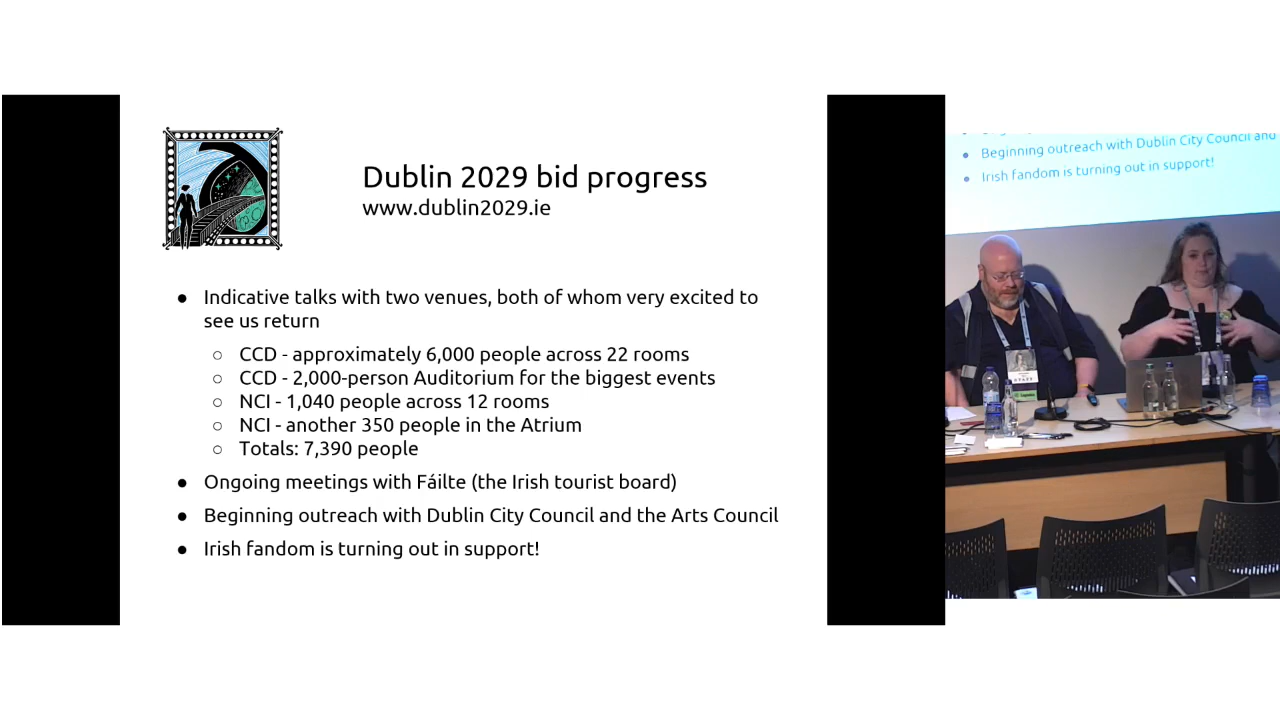 Dublin 2029 bid progress
www.dublin2029.ie
● Indicative talks with two venues, both of whom very excited to
see us return
○ CCD - approximately 6,000 people across 22 rooms
○ CCD - 2,000-person Auditorium for the biggest events
○ NCI - 1,040 people across 12 rooms
○ NCI - another 350 people in the Atrium
○ Totals: 7,390 people
● Ongoing meetings with Fáilte (the Irish tourist board)
● Beginning outreach with Dublin City Council and the Arts Council
● Irish fandom is turning out in support!
● Beginning outreach with Dublin City Council and
● Irish fandom is turning out in support!
STAFF